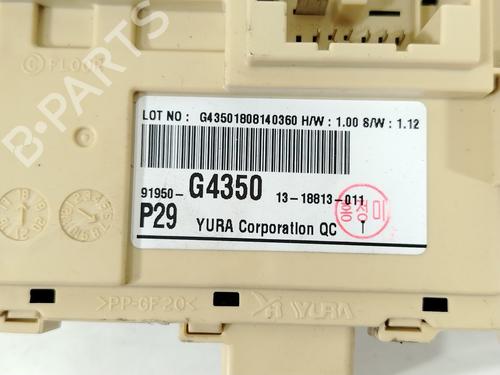 B-PARTS
FLOOR
LOT NO : G43501808140360 H/W : 1.00 S/W : 1.12
91950-G4350 13-18813-011
P29 YURA Corporation QC
>PP-GF20<
YURA